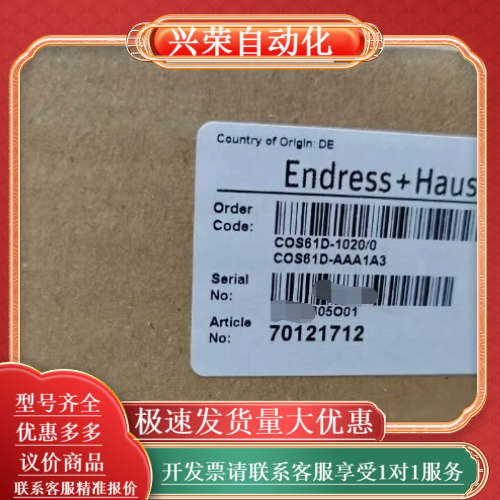 兴荣自动化
Country of Origin: DE
Endress+Haus
Order
Code:
COS61D-1020/0
COS61D-AAA1A3
Serial
No:
05O01
Article
No:
70121712
型号齐全
优惠多多
议价商品
联系客服精准报价
极速发货量大优惠
开发票请联系客服享受1对1服务